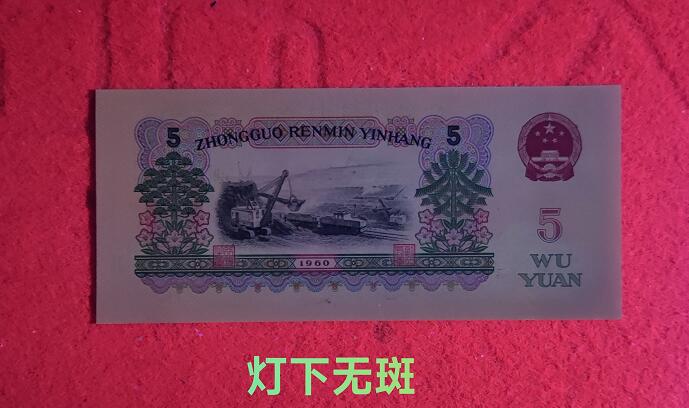 5
ZHONGGUO RENMIN YINHANG
5
5
WU
YUAN
1960
灯下无斑